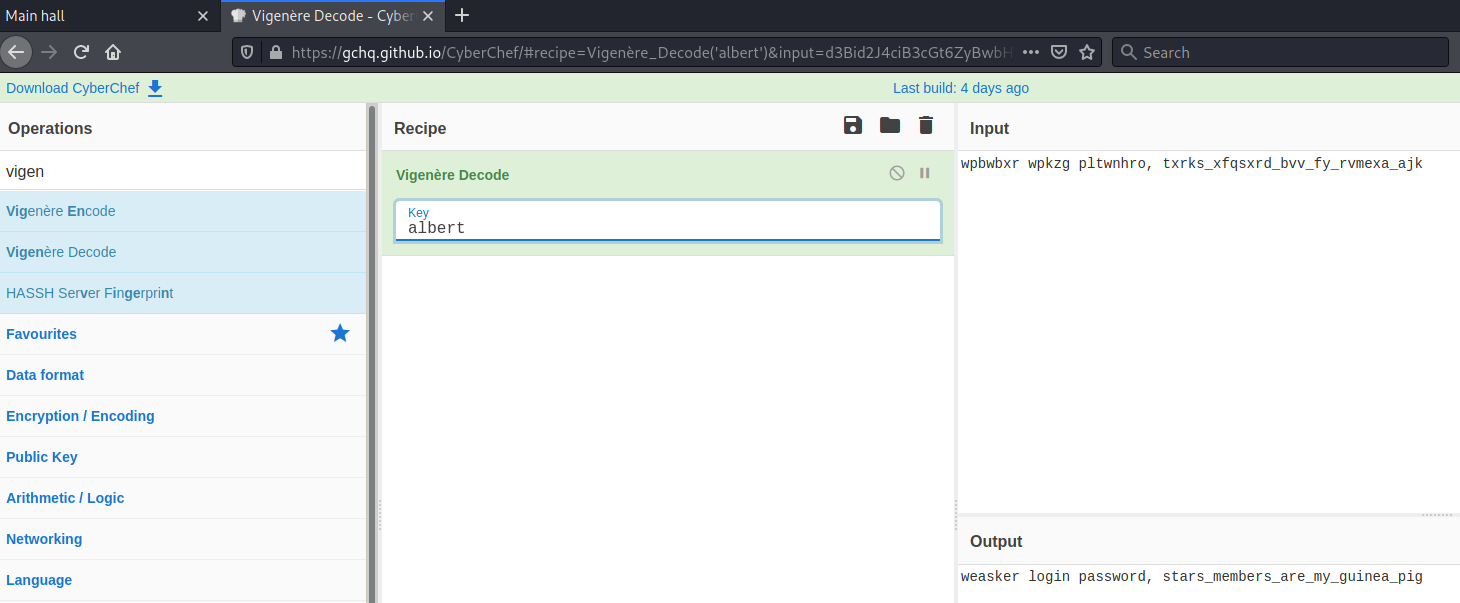 Main hall
Vigenère Decode - Cyber
https://gchq.github.io/CyberChef/#recipe=Vigenère_Decode('albert')&input=d3Bid2J4ciB3cGt6ZyBwbH
Search
Download CyberChef
Last build: 4 days ago
Operations
vigen
Vigenère Encode
Vigenère Decode
HASSH Server Fingerprint
Favourites
Data format
Encryption / Encoding
Public Key
Arithmetic / Logic
Networking
Language
Recipe
Vigenère Decode
Key
albert
Input
wpbwbxr wpkzg pltwnhro, txrks_xfqsxrd_bvv_fy_rvmexa_ajk
Output
weasker login password, stars_members_are_my_guinea_pig